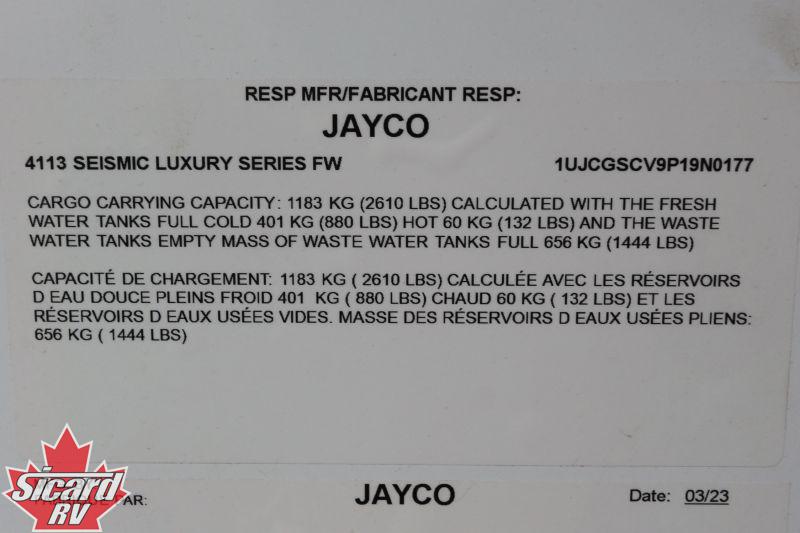 RESP MFR/FABRICANT RESP:
JAYCO
4113 SEISMIC LUXURY SERIES FW 1UJCGSCV9P19N0177
CARGO CARRYING CAPACITY: 1183 KG (2610 LBS) CALCULATED WITH THE FRESH
WATER TANKS FULL COLD 401 KG (880 LBS) HOT 60 KG (132 LBS) AND THE WASTE
WATER TANKS EMPTY MASS OF WASTE WATER TANKS FULL 656 KG (1444 LBS)
CAPACITÉ DE CHARGEMENT: 1183 KG ( 2610 LBS) CALCULÉE AVEC LES RÉSERVOIRS
D EAU DOUCE PLEINS FROID 401 KG ( 880 LBS) CHAUD 60 KG ( 132 LBS) ET LES
RÉSERVOIRS D EAUX USÉES VIDES. MASSE DES RÉSERVOIRS D EAUX USÉES PLIENS:
656 KG ( 1444 LBS)
Sicard
RV
AR: JAYCO Date: 03/23